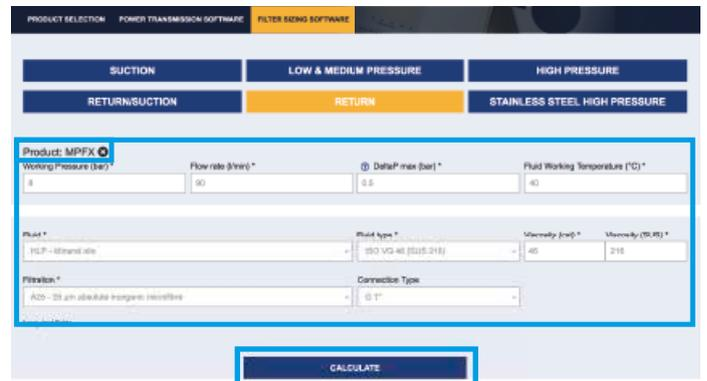 PRODUCT SELECTION POWER TRANSMISSION SOFTWARE FILTER SIZING SOFTWARE
SUCTION LOW & MEDIUM PRESSURE HIGH PRESSURE
RETURN/SUCTION RETURN STAINLESS STEEL HIGH PRESSURE
Product: MPFX
Working Pressure (bar) * Flow rate (l/min) * DeltaP max (bar) * Fluid Working Temperature (°C) *
8 90 0.5 40
Fluid * Fluid type * Viscosity (cst) * Viscosity (SUS) *
HLP - Mineral oils ISO VG 46 (SUS 216) 46 216
Filtration * Connection Type
A25 - 25 µm absolute inorganic microfibre G 1"
CALCULATE